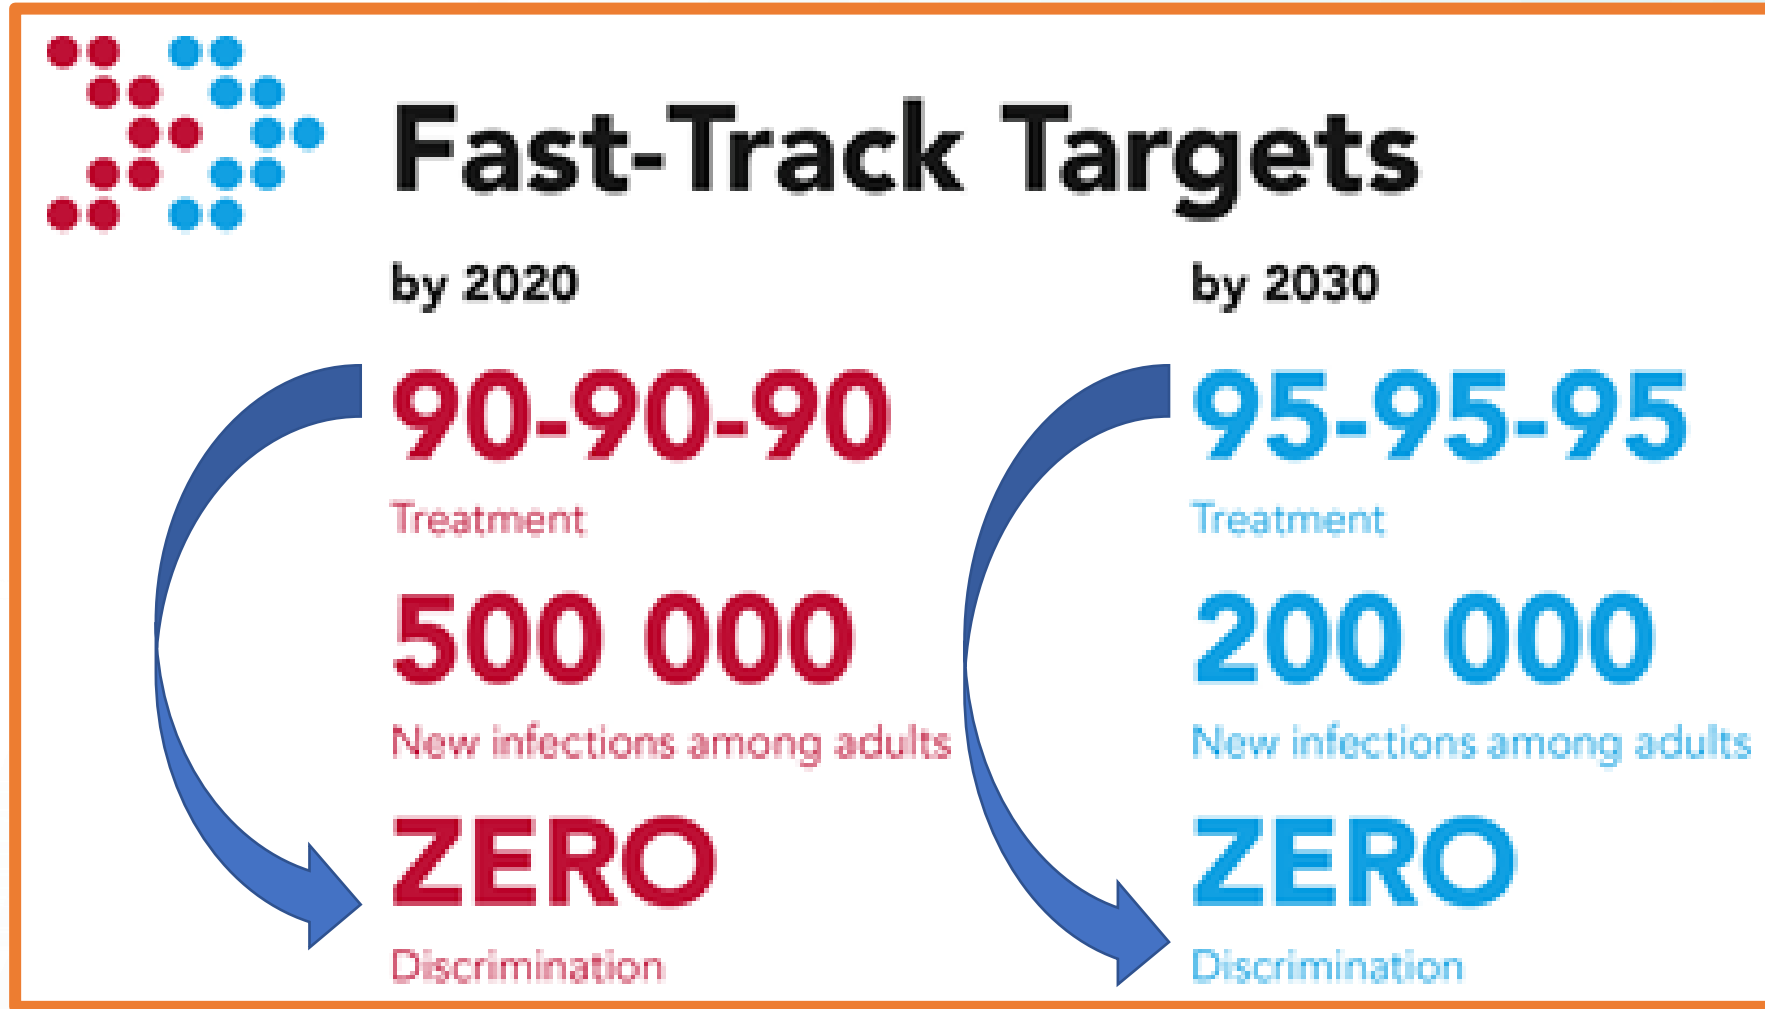 Fast-Track Targets
by 2020
90-90-90
Treatment
500 000
New infections among adults
ZERO
Discrimination
by 2030
95-95-95
Treatment
200 000
New infections among adults
ZERO
Discrimination